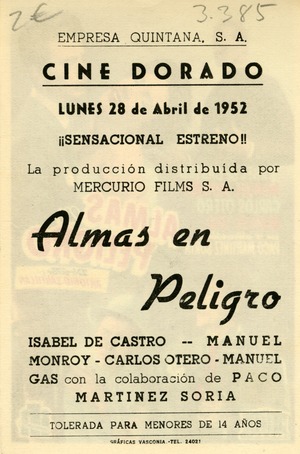 2€ 3.385
EMPRESA QUINTANA, S. A.
CINE DORADO
LUNES 28 de Abril de 1952
¡¡SENSACIONAL ESTRENO!!
La producción distribuída por
MERCURIO FILMS S. A.
Almas en
Peligro
ISABEL DE CASTRO -- MANUEL
MONROY - CARLOS OTERO - MANUEL
GAS con la colaboración de PACO
MARTINEZ SORIA
TOLERADA PARA MENORES DE 14 AÑOS
GRÁFICAS VASCONIA -TEL. 24021